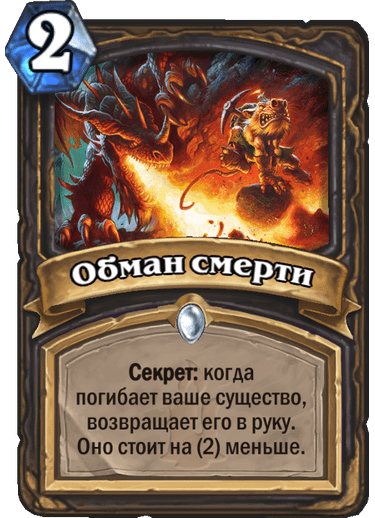 2
Обман смерти
Секрет: когда
погибает ваше существо,
возвращает его в руку.
Оно стоит на (2) меньше.